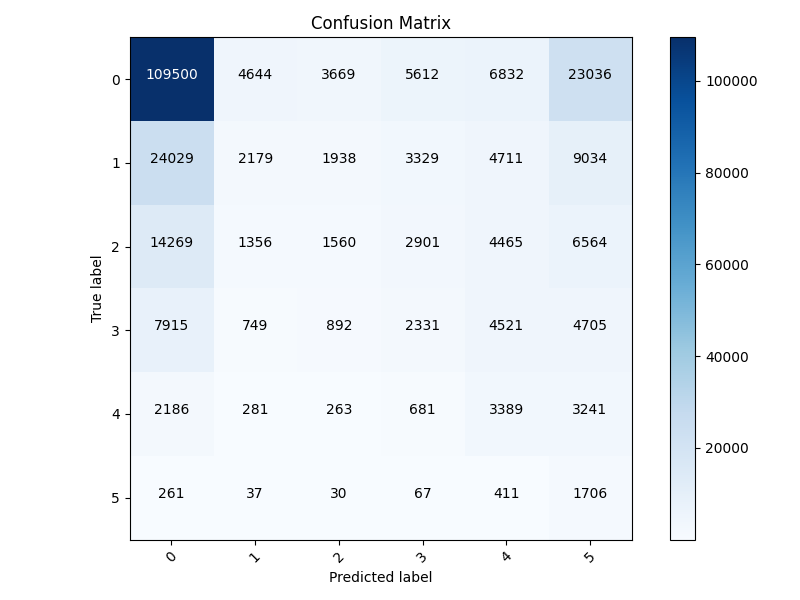 Confusion Matrix
0 109500 4644 3669 5612 6832 23036
1 24029 2179 1938 3329 4711 9034
2 14269 1356 1560 2901 4465 6564
3 7915 749 892 2331 4521 4705
4 2186 281 263 681 3389 3241
5 261 37 30 67 411 1706
0 1 2 3 4 5
Predicted label
True label
100000
80000
60000
40000
20000